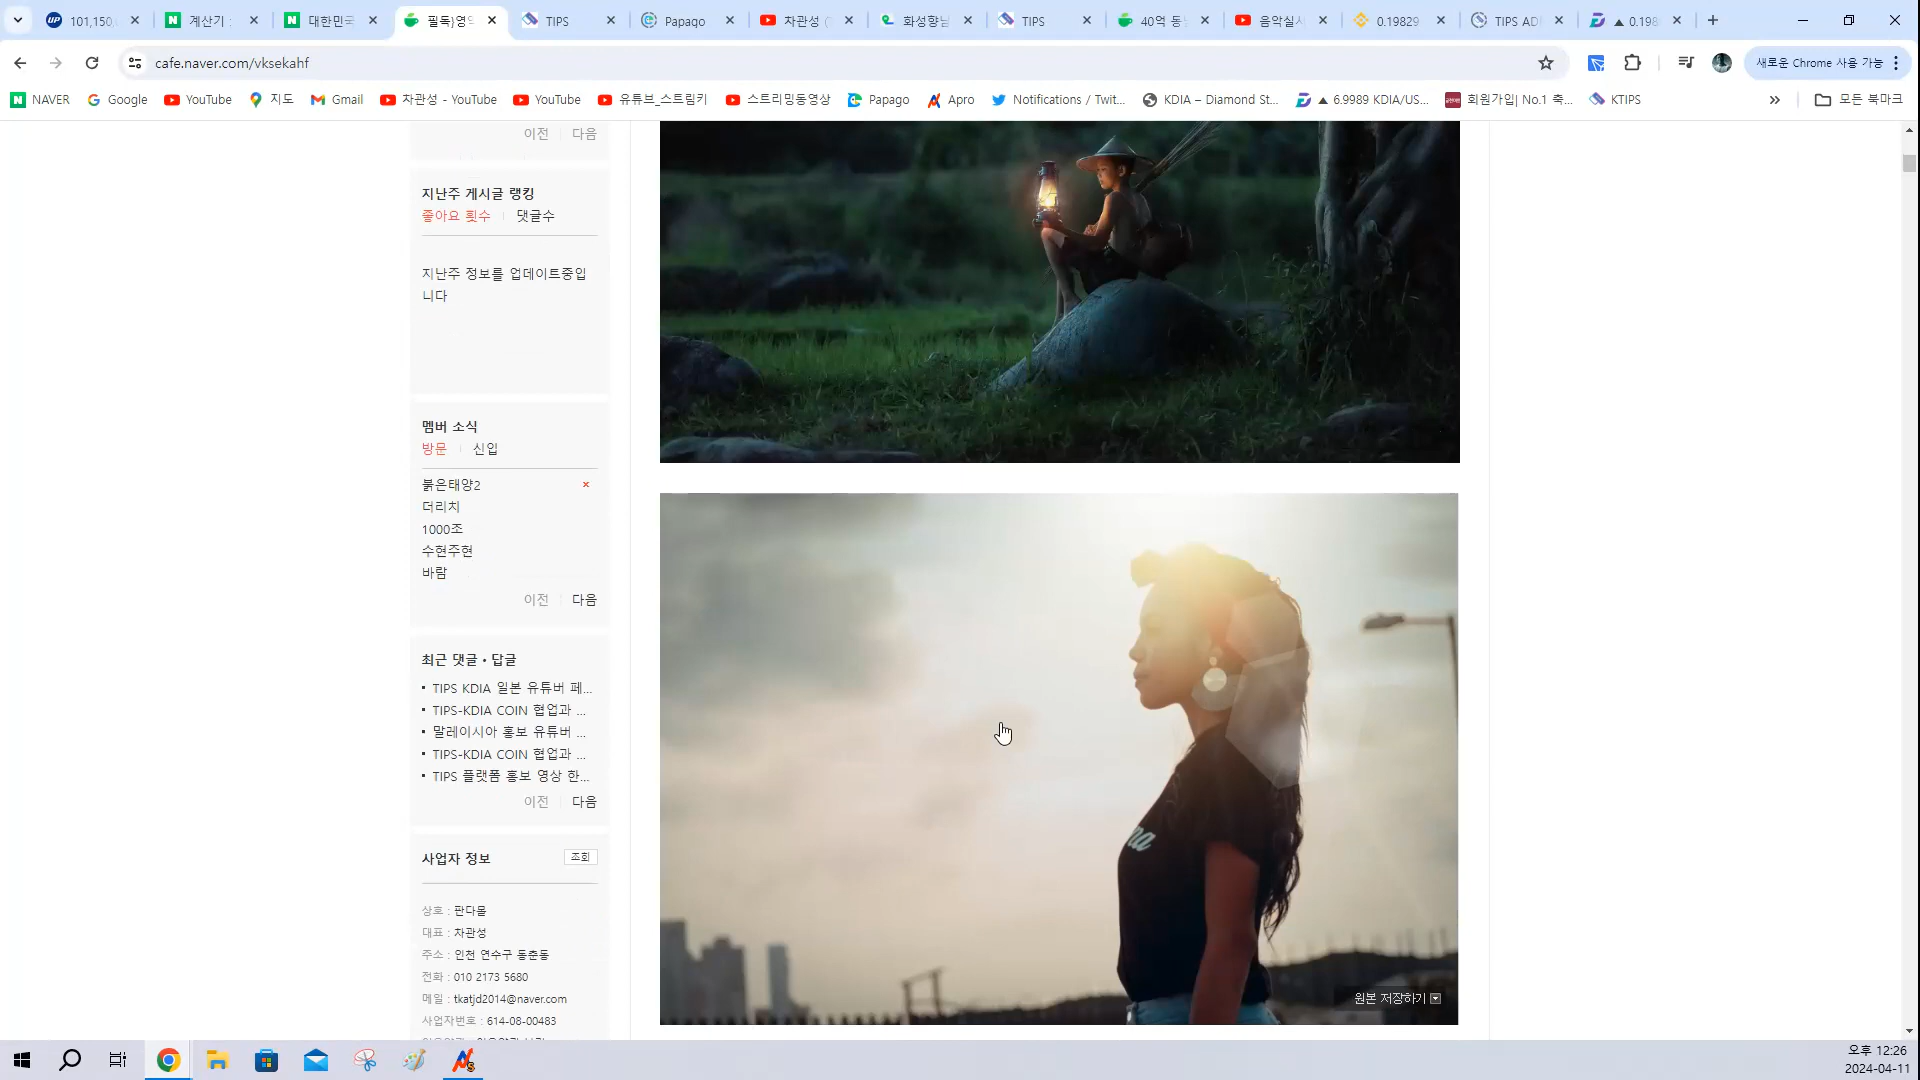 101,150,
계산기 :
대한민국
필독)영
TIPS
Papago
차관성 (
화성향남
TIPS
40억 동
음악실시
0.19829
TIPS ADI
▲ 0.198
cafe.naver.com/vksekahf
새로운 Chrome 사용 가능
NAVER
Google
YouTube
지도
Gmail
차관성 - YouTube
YouTube
유튜브_스트림키
스트리밍동영상
Papago
Apro
Notifications / Twit...
KDIA – Diamond St...
▲ 6.9989 KDIA/US...
회원가입| No.1 축...
KTIPS
»
모든 북마크
이전 다음
지난주 게시글 랭킹
좋아요 횟수 댓글수
지난주 정보를 업데이트중입
니다
멤버 소식
방문 신입
붉은태양2
더리치
1000조
수현주현
바람
이전 다음
최근 댓글·답글
TIPS KDIA 일본 유튜버 페...
TIPS-KDIA COIN 협업과 ...
말레이시아 홍보 유튜버 ...
TIPS-KDIA COIN 협업과 ...
TIPS 플랫폼 홍보 영상 한...
이전 다음
사업자 정보 조회
상호 : 판다몰
대표 : 차관성
주소 : 인천 연수구 동춘동
전화 : 010 2173 5680
메일 : tkatjd2014@naver.com
사업자번호 : 614-08-00483
원본 저장하기
오후 12:26
2024-04-11